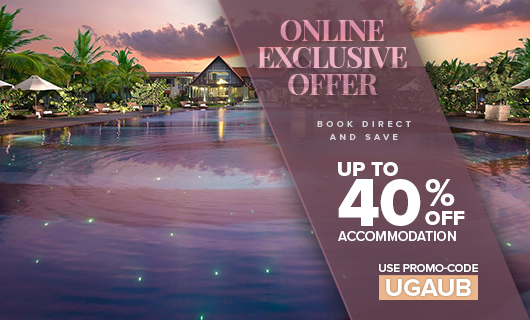 ONLINE
EXCLUSIVE
OFFER
BOOK DIRECT
AND SAVE
UP TO
40% OFF
ACCOMMODATION
USE PROMO-CODE
UGAUB